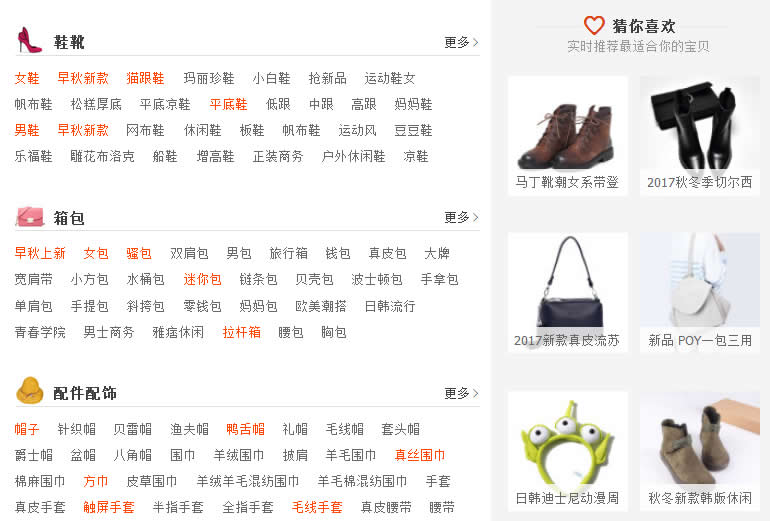 鞋靴 更多>
女鞋 早秋新款 猫跟鞋 玛丽珍鞋 小白鞋 抢新品 运动鞋女
帆布鞋 松糕厚底 平底凉鞋 平底鞋 低跟 中跟 高跟 妈妈鞋
男鞋 早秋新款 网布鞋 休闲鞋 板鞋 帆布鞋 运动风 豆豆鞋
乐福鞋 雕花布洛克 船鞋 增高鞋 正装商务 户外休闲鞋 凉鞋
箱包 更多>
早秋上新 女包 骚包 双肩包 男包 旅行箱 钱包 真皮包 大牌
宽肩带 小方包 水桶包 迷你包 链条包 贝壳包 波士顿包 手拿包
单肩包 手提包 斜挎包 零钱包 妈妈包 欧美潮搭 日韩流行
青春学院 男士商务 雅痞休闲 拉杆箱 腰包 胸包
配件配饰 更多>
帽子 针织帽 贝雷帽 渔夫帽 鸭舌帽 礼帽 毛线帽 套头帽
爵士帽 盆帽 八角帽 围巾 羊绒围巾 披肩 羊毛围巾 真丝围巾
棉麻围巾 方巾 皮草围巾 羊绒羊毛混纺围巾 羊毛棉混纺围巾 手套
真皮手套 触屏手套 半指手套 全指手套 毛线手套 真皮腰带 腰带
猜你喜欢
实时推荐最适合你的宝贝
马丁靴潮女系带登 2017秋冬季切尔西
2017新款真皮流苏 新品 POY一包三用
日韩迪士尼动漫周 秋冬新款韩版休闲